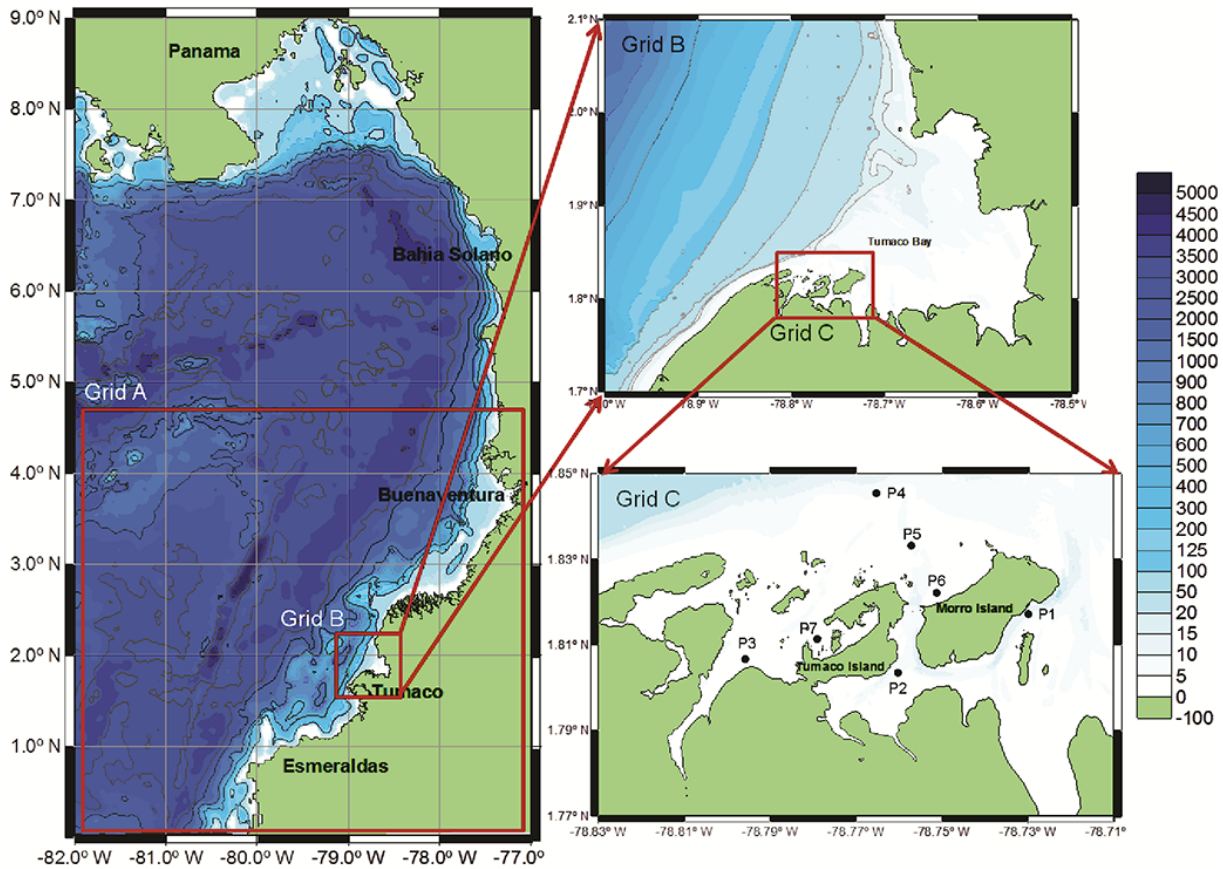 9.0° N
8.0° N
7.0° N
6.0° N
5.0° N
4.0° N
3.0° N
2.0° N
1.0° N
-82.0° W
-81.0° W
-80.0° W
-79.0° W
-78.0° W
-77.0° W
Panama
Bahia Solano
Grid A
Buenaventura
Grid B
Tumaco
Esmeraldas
Grid B
2.1° N
2.0° N
1.9° N
1.8° N
1.7° N
-78.9° W
-78.8° W
-78.7° W
-78.6° W
-78.5° W
Tumaco Bay
Grid C
Grid C
1.85° N
1.83° N
1.81° N
1.79° N
1.77° N
-78.83° W
-78.81° W
-78.79° W
-78.77° W
-78.75° W
-78.73° W
-78.71° W
P4
P5
P6
Morro Island
P1
P7
P3
Tumaco Island
P2
5000
4500
4000
3500
3000
2500
2000
1500
1000
900
800
700
600
500
400
300
200
125
50
20
15
10
5
0
-100